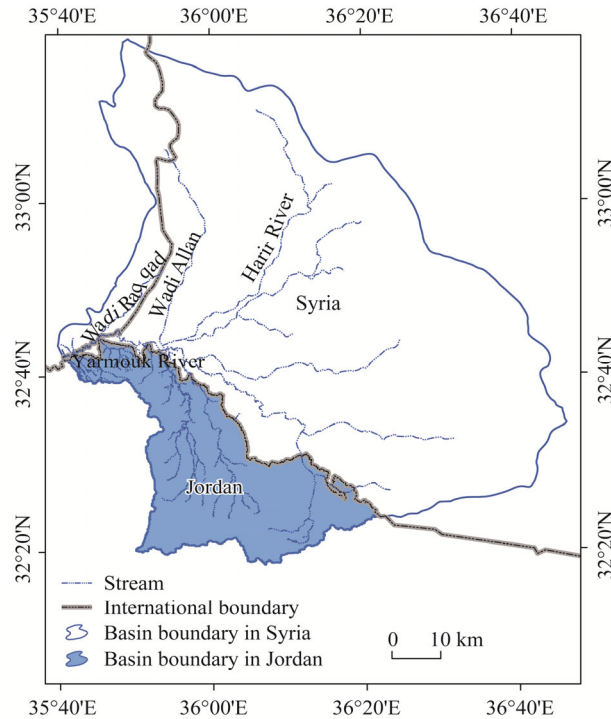 35°40′E 36°00′E 36°20′E 36°40′E
33°00′N
33°00′N
Harir River
Wadi Allan
Wadi Raqqad
Syria
Yarmouk River
32°40′N
32°40′N
Jordan
32°20′N
32°20′N
Stream
International boundary
Basin boundary in Syria
Basin boundary in Jordan
0 10 km
35°40′E 36°00′E 36°20′E 36°40′E